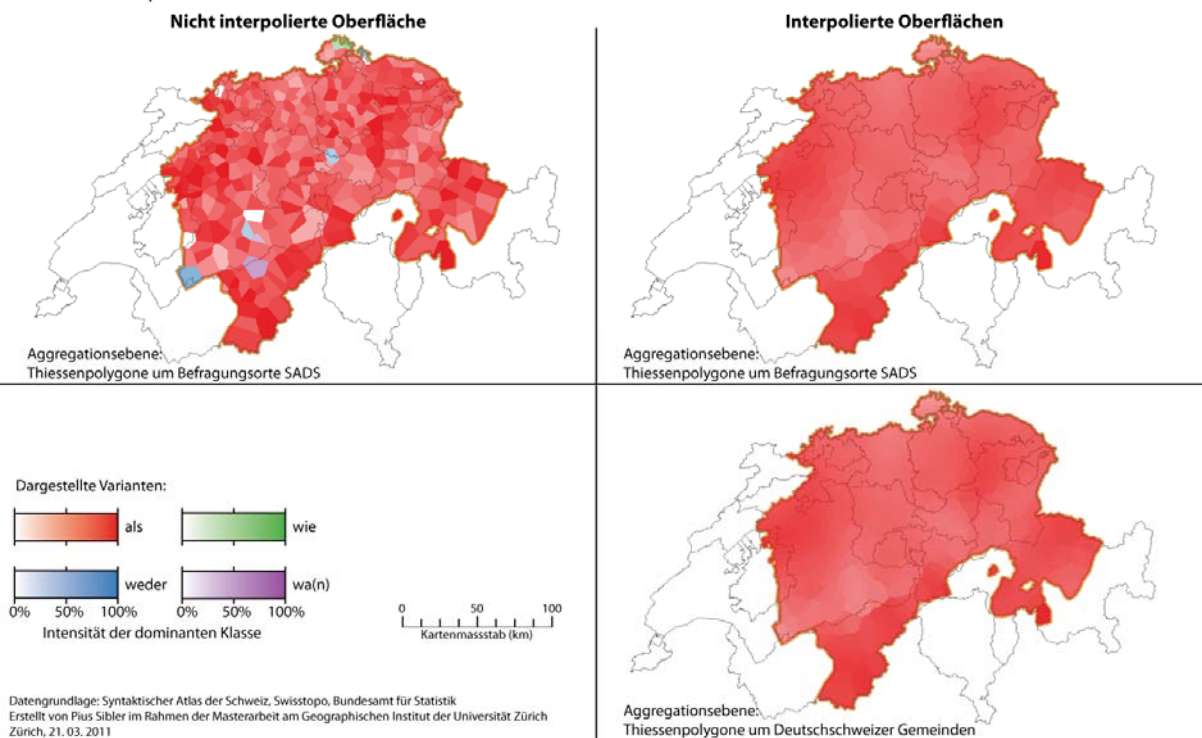 Nicht interpolierte Oberfläche
Interpolierte Oberflächen
Aggregationsebene:
Thiessenpolygone um Befragungsorte SADS
Aggregationsebene:
Thiessenpolygone um Befragungsorte SADS
Dargestellte Varianten:
als
wie
weder
wa(n)
0% 50% 100% 0% 50% 100%
Intensität der dominanten Klasse
0 50 100
Kartenmassstab (km)
Datengrundlage: Syntaktischer Atlas der Schweiz, Swisstopo, Bundesamt für Statistik
Erstellt von Pius Sibler im Rahmen der Masterarbeit am Geographischen Institut der Universität Zürich
Zürich, 21. 03. 2011
Aggregationsebene:
Thiessenpolygone um Deutschschweizer Gemeinden